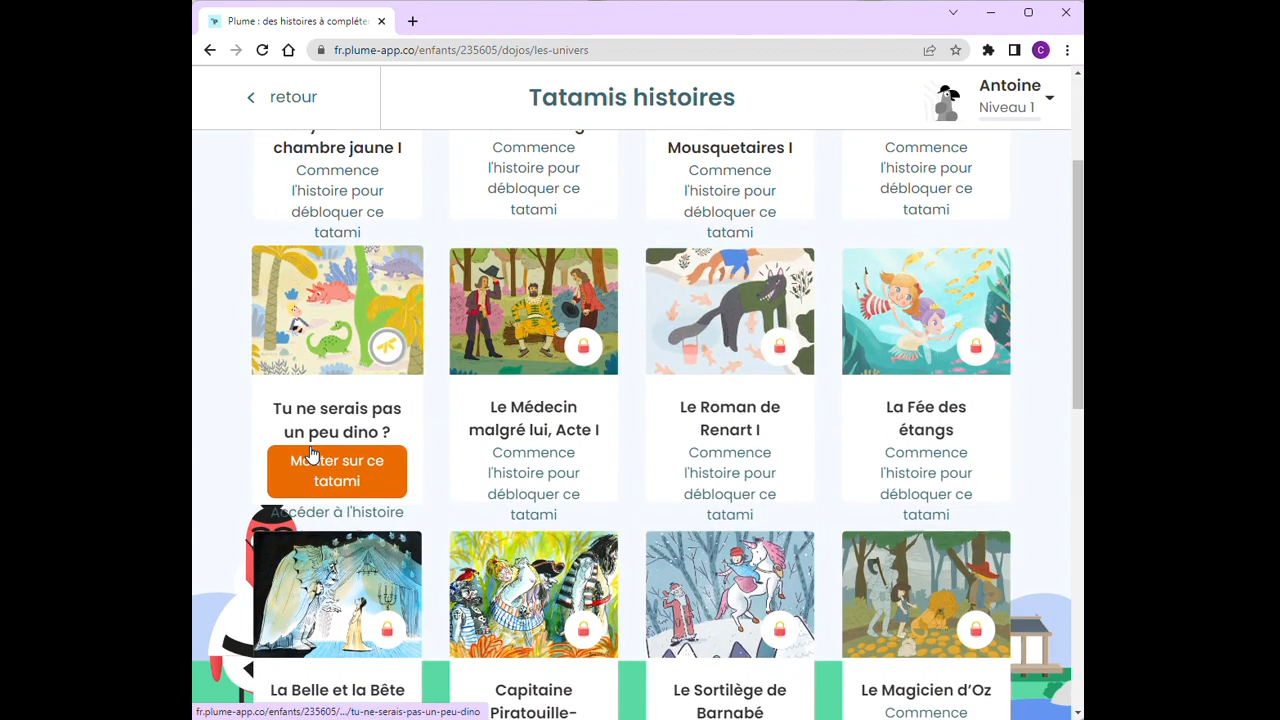 Plume : des histoires à compléte
fr.plume-app.co/enfants/235605/dojos/les-univers
C
retour
Tatamis histoires
Antoine
Niveau 1
chambre jaune I
Commence
l'histoire pour
débloquer ce
tatami
Commence
l'histoire pour
débloquer ce
tatami
Mousquetaires I
Commence
l'histoire pour
débloquer ce
tatami
Commence
l'histoire pour
débloquer ce
tatami
Tu ne serais pas
un peu dino ?
Monter sur ce
tatami
Accéder à l'histoire
Le Médecin
malgré lui, Acte I
Commence
l'histoire pour
débloquer ce
tatami
Le Roman de
Renart I
Commence
l'histoire pour
débloquer ce
tatami
La Fée des
étangs
Commence
l'histoire pour
débloquer ce
tatami
La Belle et la Bête
Capitaine
Piratouille-
Le Sortilège de
Barnabé
Le Magicien d'Oz
Commence
fr.plume-app.co/enfants/235605/.../tu-ne-serais-pas-un-peu-dino